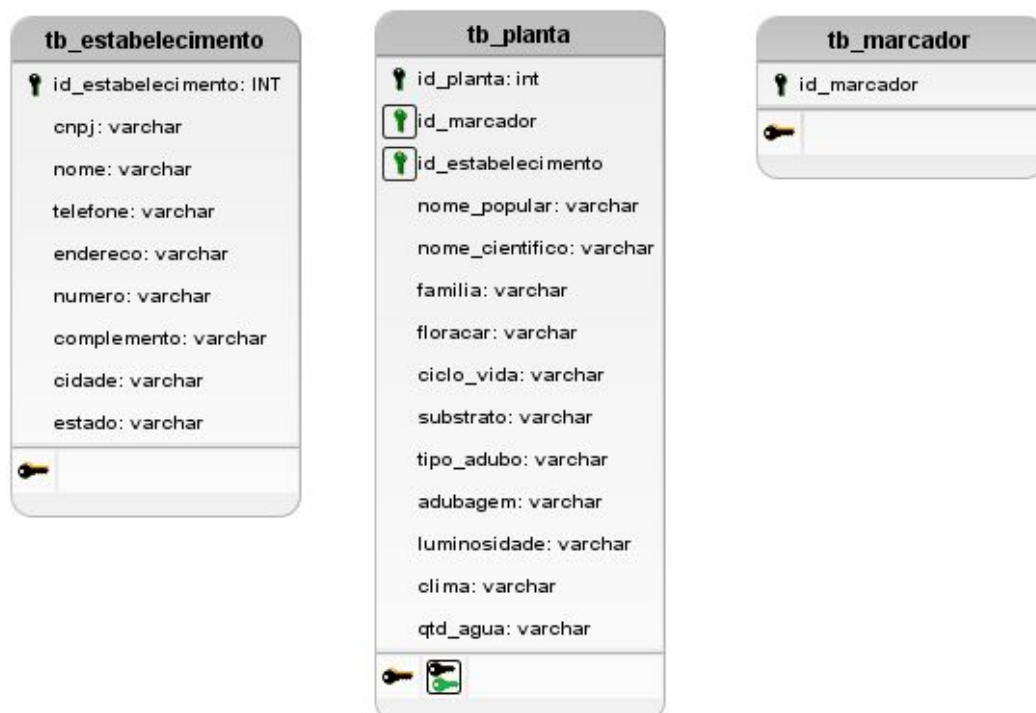 tb_estabelecimento
id_estabelecimento: INT
cnpj: varchar
nome: varchar
telefone: varchar
endereco: varchar
numero: varchar
complemento: varchar
cidade: varchar
estado: varchar
tb_planta
id_planta: int
id_marcador
id_estabelecimento
nome_popular: varchar
nome_cientifico: varchar
familia: varchar
floracar: varchar
ciclo_vida: varchar
substrato: varchar
tipo_adubo: varchar
adubagem: varchar
luminosidade: varchar
clima: varchar
qtd_agua: varchar
tb_marcador
id_marcador